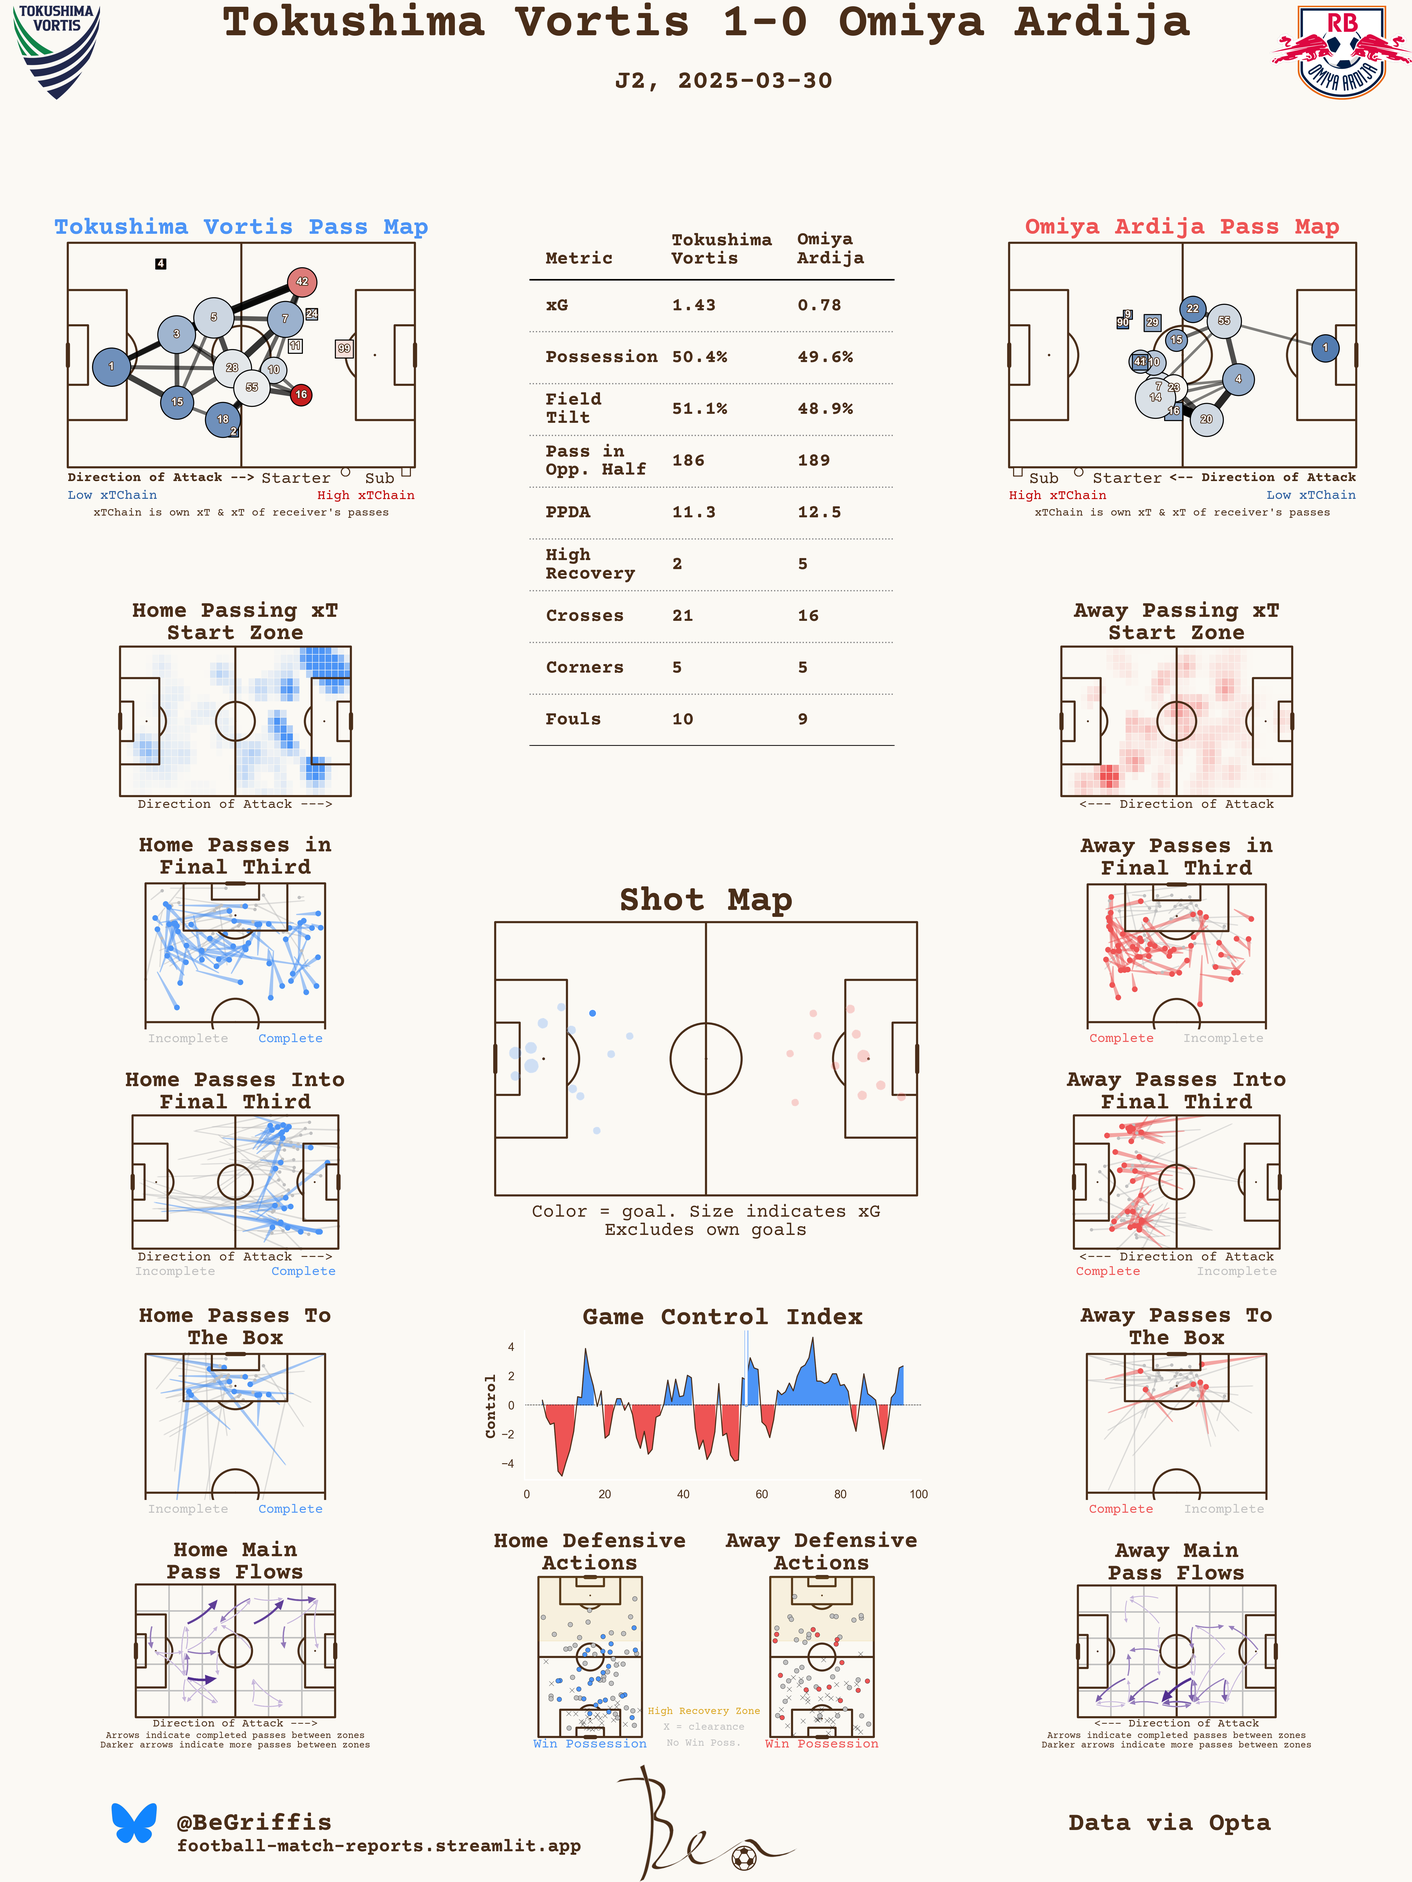 TOKUSHIMA
VORTIS
Tokushima Vortis 1-0 Omiya Ardija
RB
OMIYA ARDIJA
J2, 2025-03-30
Tokushima Vortis Pass Map
4
42
5
7
24
3
11
99
1
28
10
55
16
15
18
2
Direction of Attack --> Starter Sub
Low xTChain High xTChain
xTChain is own xT & xT of receiver's passes
Metric Tokushima Vortis Omiya Ardija
xG 1.43 0.78
Possession 50.4% 49.6%
Field Tilt 51.1% 48.9%
Pass in Opp. Half 186 189
PPDA 11.3 12.5
High Recovery 2 5
Crosses 21 16
Corners 5 5
Fouls 10 9
Omiya Ardija Pass Map
22
9
90
29
55
15
1
41
10
4
7
23
14
16
20
Sub Starter <-- Direction of Attack
High xTChain Low xTChain
xTChain is own xT & xT of receiver's passes
Home Passing xT
Start Zone
Direction of Attack --->
Away Passing xT
Start Zone
<--- Direction of Attack
Home Passes in
Final Third
Incomplete Complete
Away Passes in
Final Third
Complete Incomplete
Shot Map
Color = goal. Size indicates xG
Excludes own goals
Home Passes Into
Final Third
Direction of Attack --->
Incomplete Complete
Away Passes Into
Final Third
<--- Direction of Attack
Complete Incomplete
Home Passes To
The Box
Incomplete Complete
Game Control Index
Control
4
2
0
−2
−4
0 20 40 60 80 100
Away Passes To
The Box
Complete Incomplete
Home Main
Pass Flows
Direction of Attack --->
Arrows indicate completed passes between zones
Darker arrows indicate more passes between zones
Home Defensive
Actions
Win Possession
High Recovery Zone
X = clearance
No Win Poss.
Away Defensive
Actions
Win Possession
Away Main
Pass Flows
<--- Direction of Attack
Arrows indicate completed passes between zones
Darker arrows indicate more passes between zones
@BeGriffis
football-match-reports.streamlit.app
Ben
Data via Opta